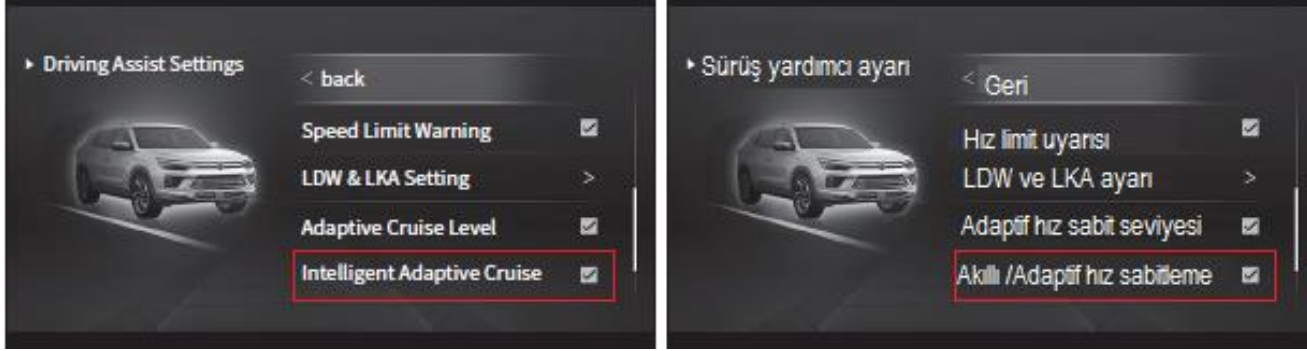 Driving Assist Settings
< back
Speed Limit Warning
LDW & LKA Setting >
Adaptive Cruise Level
Intelligent Adaptive Cruise
Sürüş yardımcı ayarı
< Geri
Hız limit uyarısı
LDW ve LKA ayarı >
Adaptif hız sabit seviyesi
Akıllı /Adaptif hız sabitleme